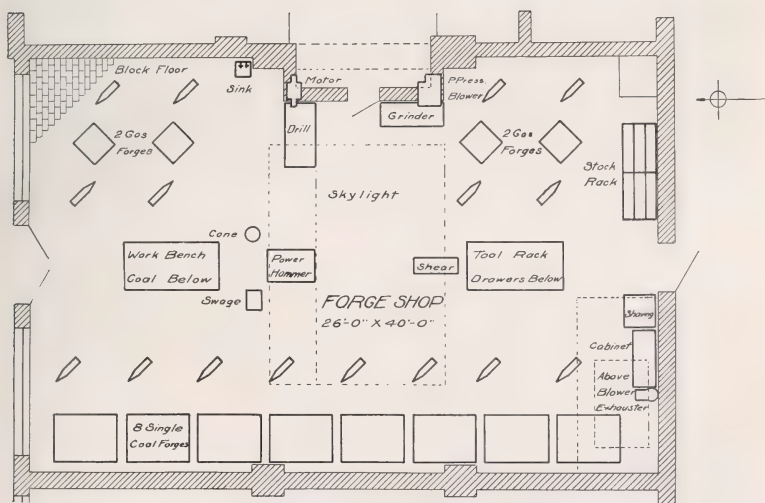 Block Floor
Sink
Motor
P Press.
Blower
Drill
Grinder
2 Gas
Forges
2 Gas
Forges
Stock
Rack
Skylight
Cone
Work Bench
Coal Below
Power
Hammer
Shear
Tool Rack
Drawers Below
Swage
FORGE SHOP
26'-0" X 40'-0"
Shaving
Cabinet
Above
Blower
Exhauster
8 Single
Coal Forges